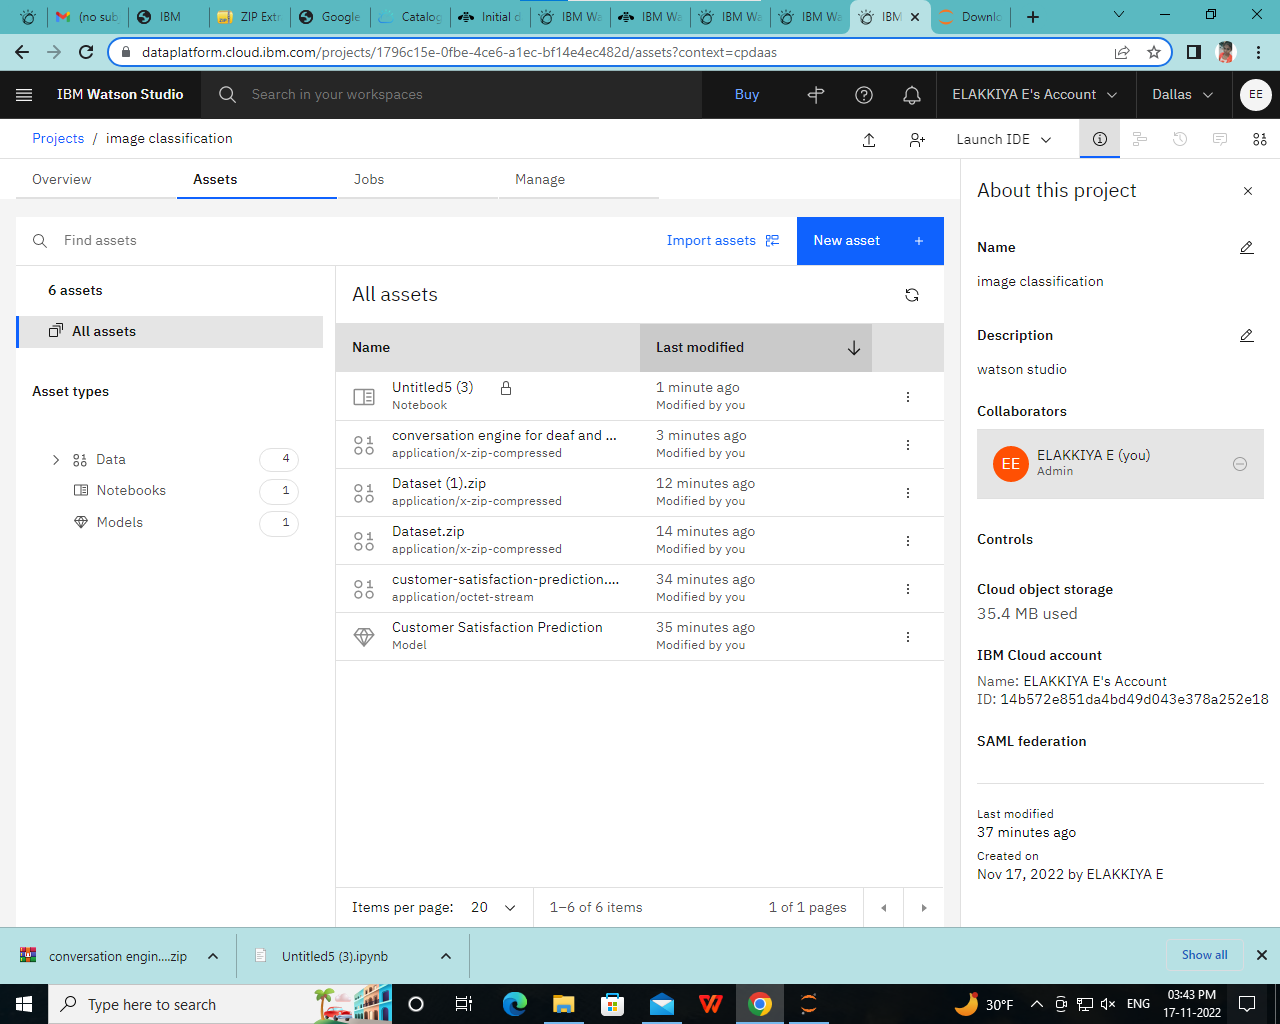 (no sub
IBM
ZIP Extr
Google
Catalog
Initial d
IBM Wa
IBM Wa
IBM Wa
IBM Wa
IBM
Downlo
dataplatform.cloud.ibm.com/projects/1796c15e-0fbe-4ce6-a1ec-bf14e4ec482d/assets?context=cpdaas
IBM Watson Studio
Search in your workspaces
Buy
ELAKKIYA E's Account
Dallas
EE
Projects / image classification
Launch IDE
Overview
Assets
Jobs
Manage
Find assets
Import assets
New asset +
6 assets
All assets
Asset types
Data 4
Notebooks 1
Models 1
All assets
Name
Last modified
Untitled5 (3)
Notebook
1 minute ago
Modified by you
conversation engine for deaf and ...
application/x-zip-compressed
3 minutes ago
Modified by you
Dataset (1).zip
application/x-zip-compressed
12 minutes ago
Modified by you
Dataset.zip
application/x-zip-compressed
14 minutes ago
Modified by you
customer-satisfaction-prediction....
application/octet-stream
34 minutes ago
Modified by you
Customer Satisfaction Prediction
Model
35 minutes ago
Modified by you
Items per page: 20
1–6 of 6 items
1 of 1 pages
About this project
Name
image classification
Description
watson studio
Collaborators
EE
ELAKKIYA E (you)
Admin
Controls
Cloud object storage
35.4 MB used
IBM Cloud account
Name: ELAKKIYA E's Account
ID: 14b572e851da4bd49d043e378a252e18
SAML federation
Last modified
37 minutes ago
Created on
Nov 17, 2022 by ELAKKIYA E
conversation engin....zip
Untitled5 (3).ipynb
Show all
Type here to search
30°F
ENG
03:43 PM
17-11-2022